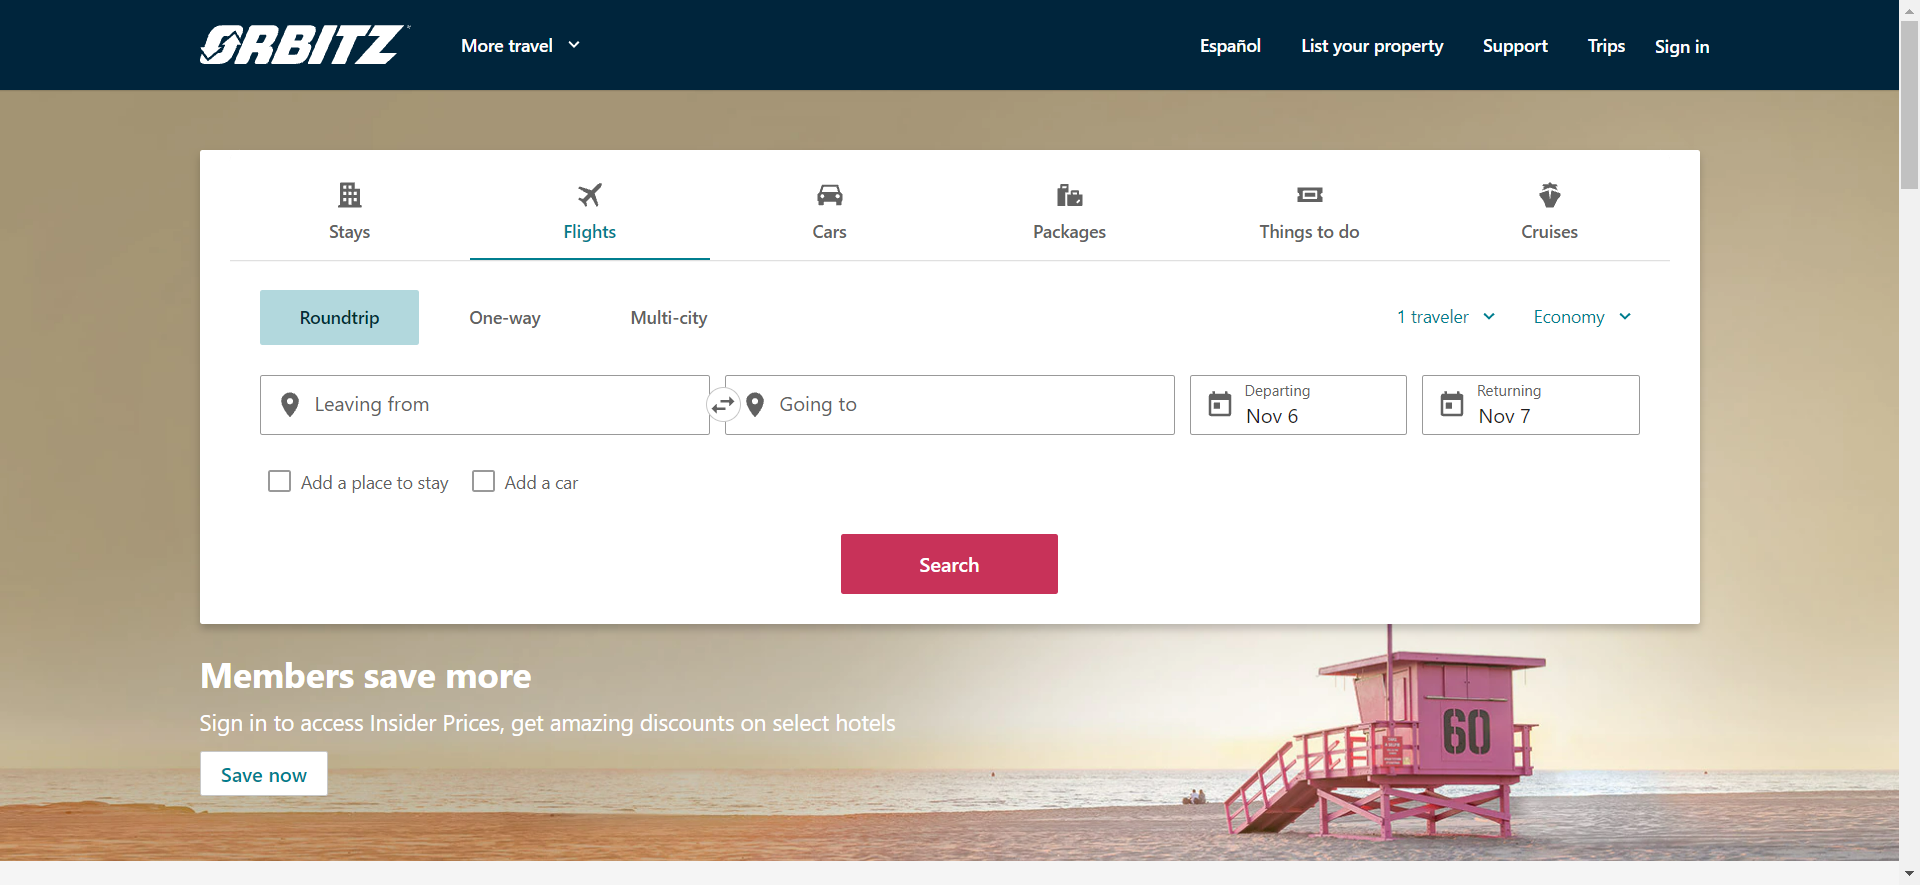 ORBITZ
More travel
Español
List your property
Support
Trips
Sign in
Stays
Flights
Cars
Packages
Things to do
Cruises
Roundtrip
One-way
Multi-city
1 traveler
Economy
Leaving from
Going to
Departing
Nov 6
Returning
Nov 7
Add a place to stay
Add a car
Search
Members save more
Sign in to access Insider Prices, get amazing discounts on select hotels
Save now
60